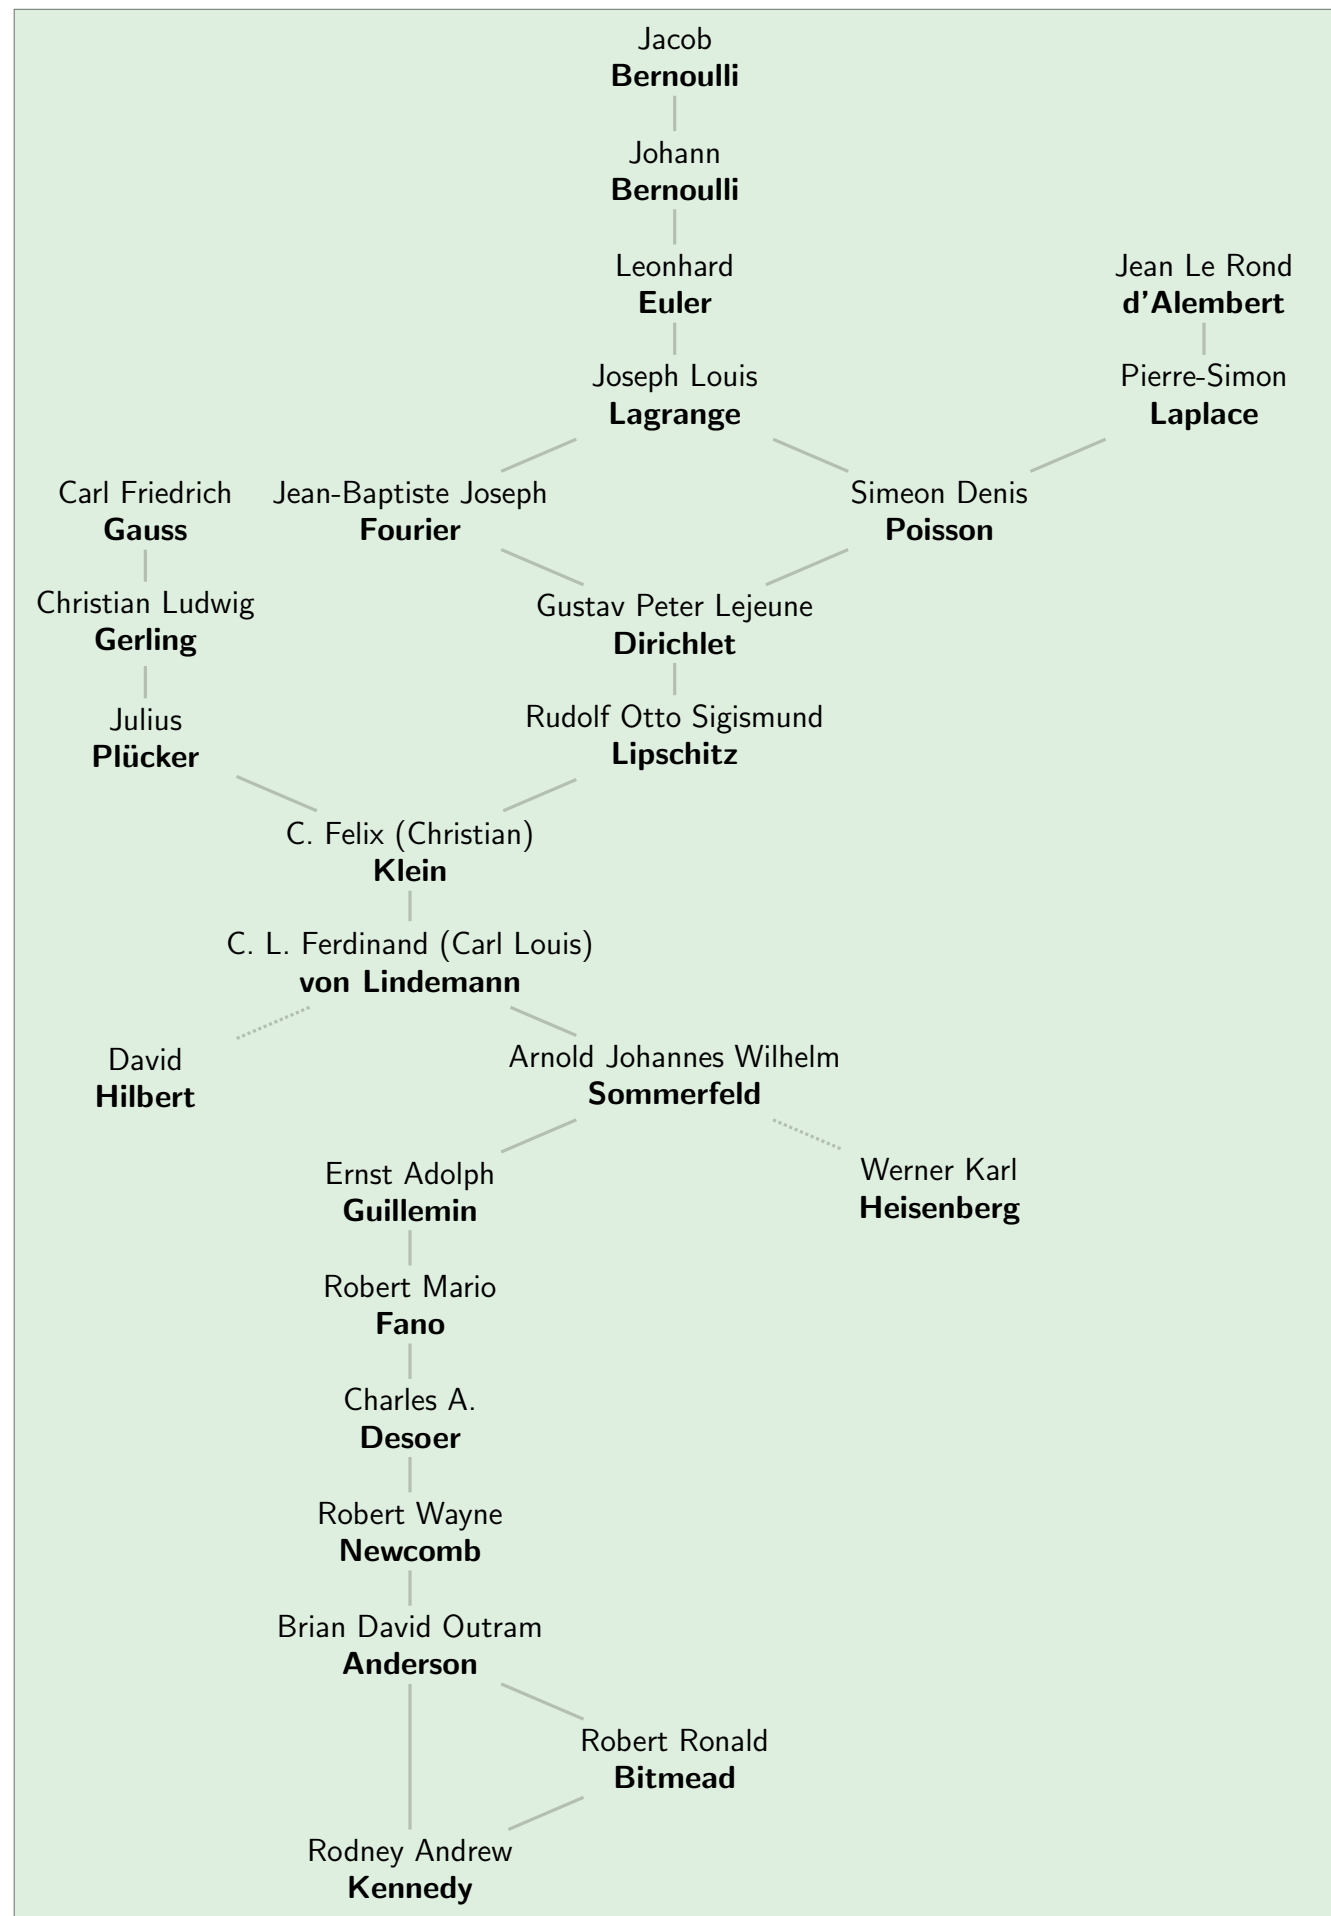 Jacob
Bernoulli
Johann
Bernoulli
Leonhard
Euler
Jean Le Rond
d'Alembert
Joseph Louis
Lagrange
Pierre-Simon
Laplace
Carl Friedrich
Gauss
Jean-Baptiste Joseph
Fourier
Simeon Denis
Poisson
Christian Ludwig
Gerling
Gustav Peter Lejeune
Dirichlet
Julius
Plücker
Rudolf Otto Sigismund
Lipschitz
C. Felix (Christian)
Klein
C. L. Ferdinand (Carl Louis)
von Lindemann
David
Hilbert
Arnold Johannes Wilhelm
Sommerfeld
Ernst Adolph
Guillemin
Werner Karl
Heisenberg
Robert Mario
Fano
Charles A.
Desoer
Robert Wayne
Newcomb
Brian David Outram
Anderson
Robert Ronald
Bitmead
Rodney Andrew
Kennedy